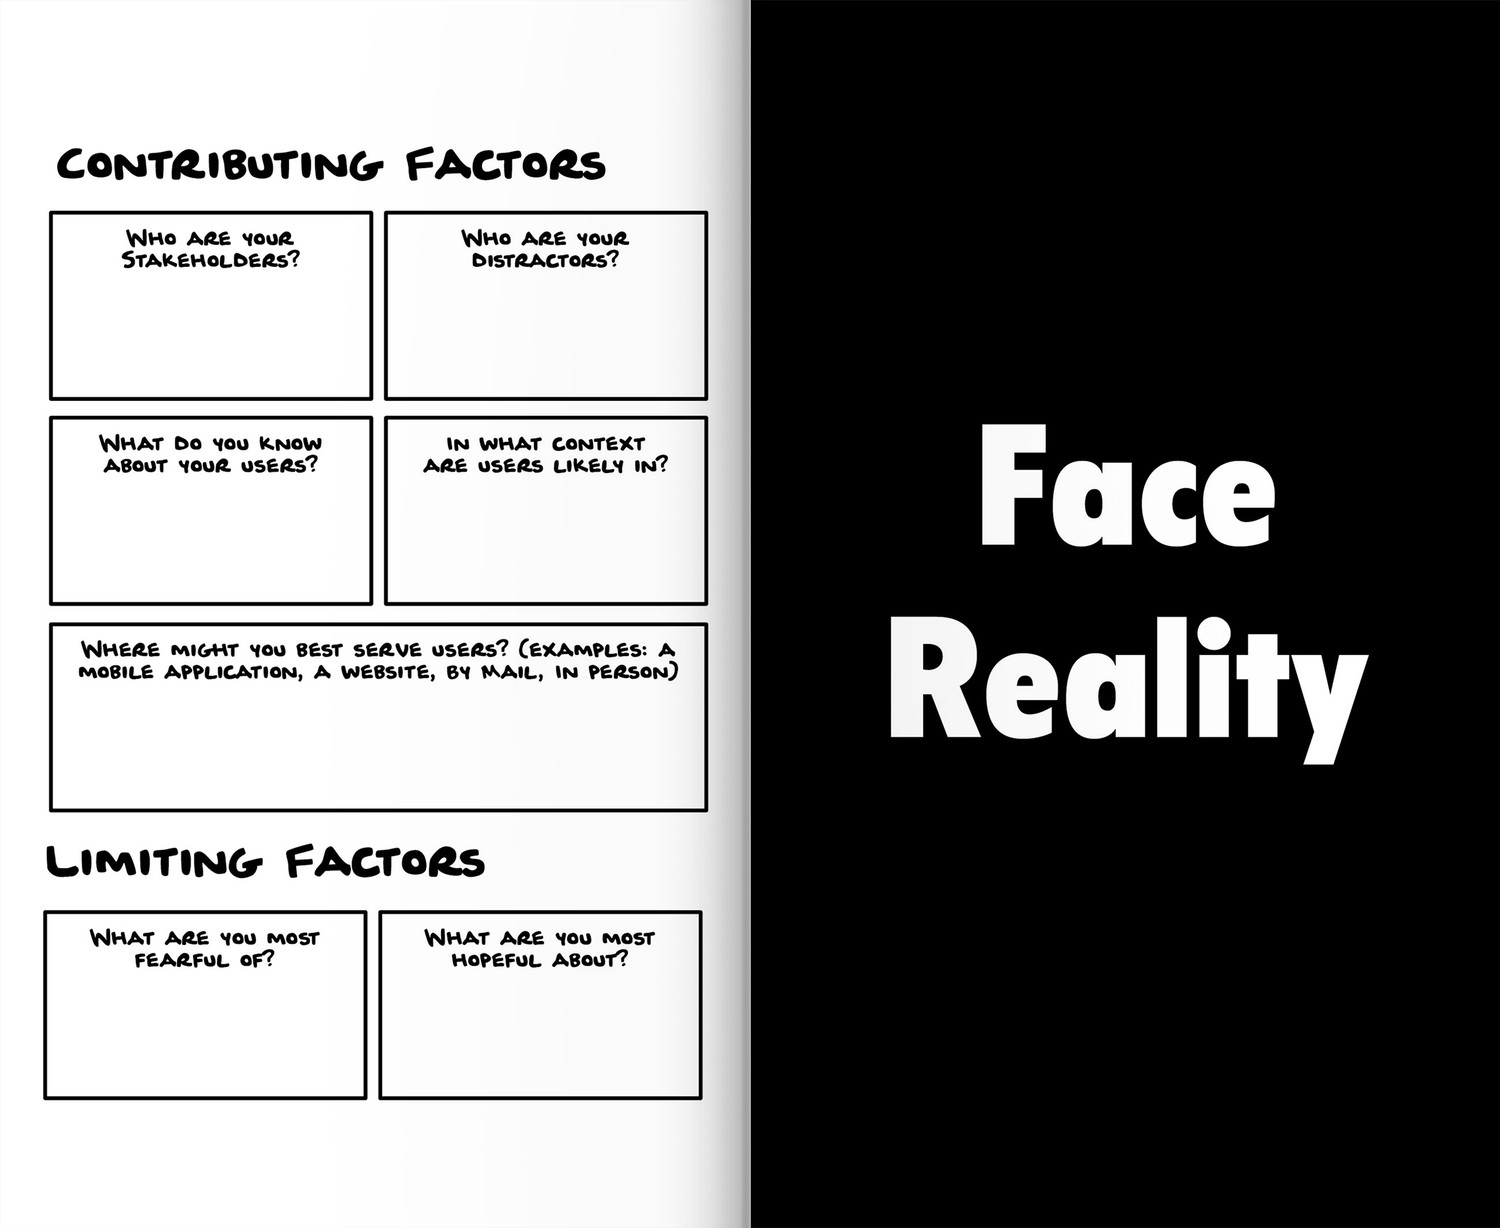 Contributing Factors
Who are your
Stakeholders?
Who are your
distractors?
What do you know
about your users?
In what context
are users likely in?
Where might you best serve users? (Examples: a
mobile application, a website, by mail, in person)
Limiting Factors
What are you most
fearful of?
What are you most
hopeful about?
Face
Reality